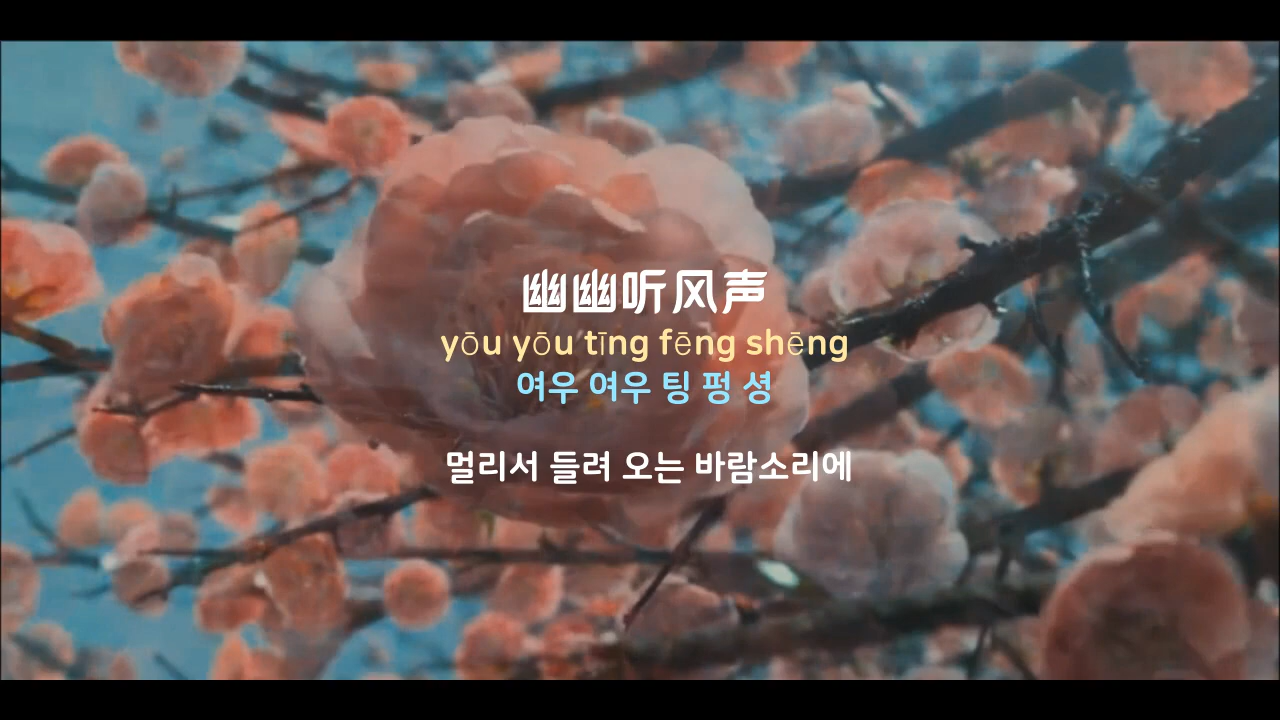 幽幽听风声
yōu yōu tīng fēng shēng
여우 여우 팅 펑 셩
멀리서 들려 오는 바람소리에